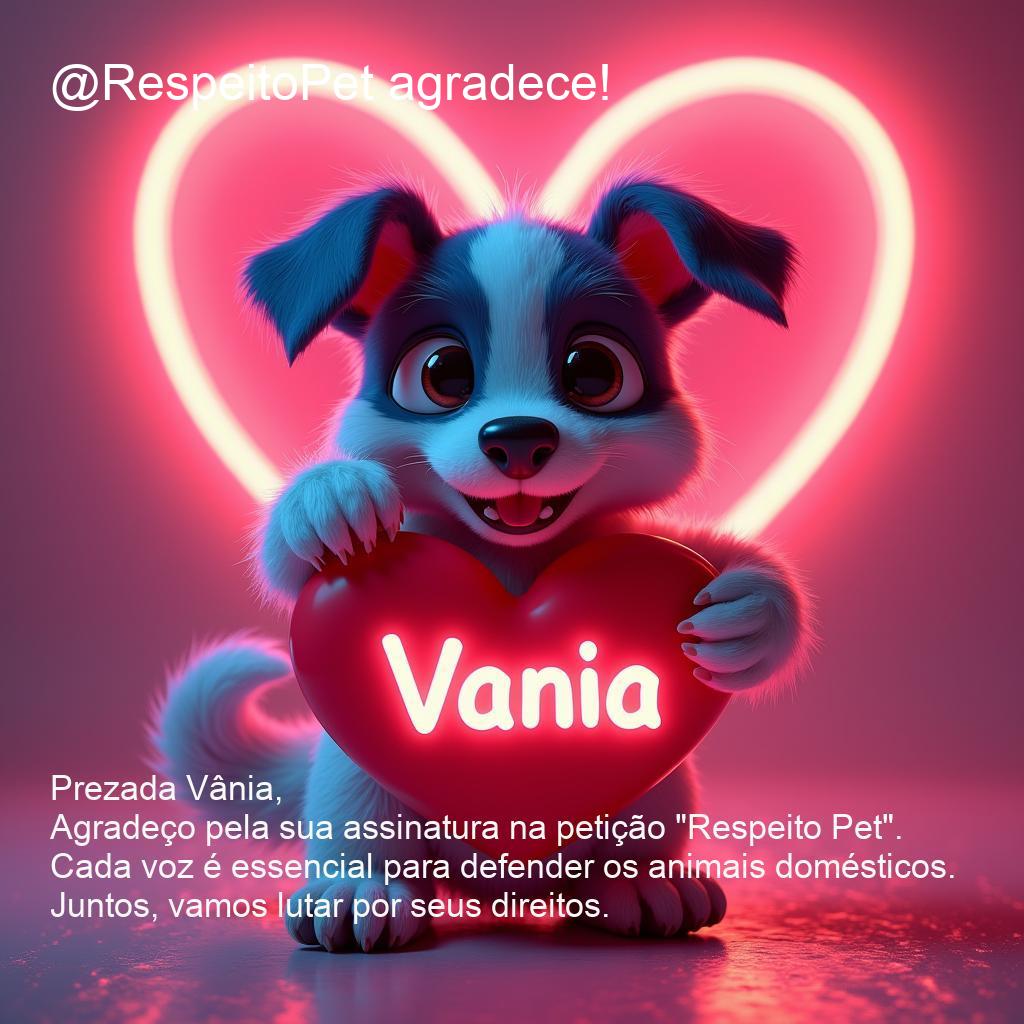 @RespeitoPet agradece!
Vania
Prezada Vânia,
Agradeço pela sua assinatura na petição "Respeito Pet".
Cada voz é essencial para defender os animais domésticos.
Juntos, vamos lutar por seus direitos.